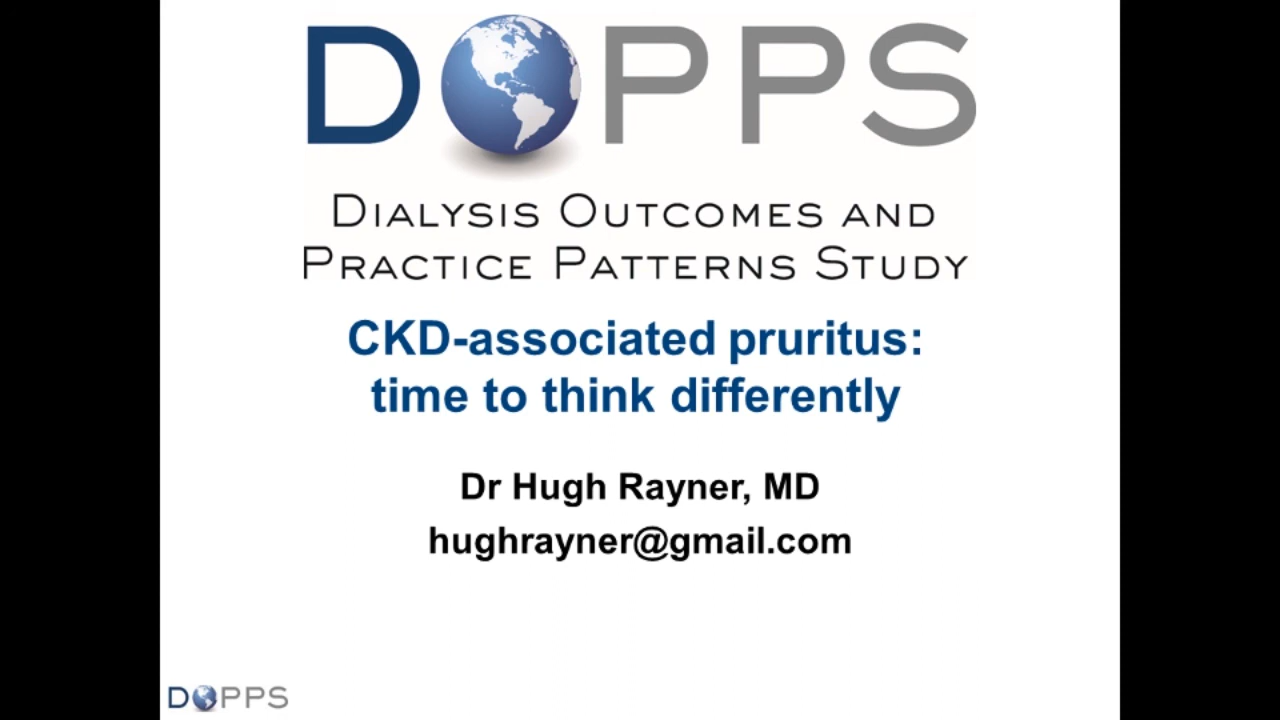 DOPPS
DIALYSIS OUTCOMES AND
PRACTICE PATTERNS STUDY
CKD-associated pruritus:
time to think differently
Dr Hugh Rayner, MD
hughrayner@gmail.com
DOPPS